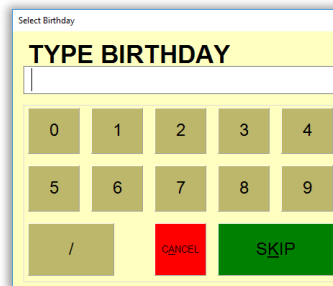 Select Birthday
TYPE BIRTHDAY
0 1 2 3 4
5 6 7 8 9
/ CANCEL SKIP